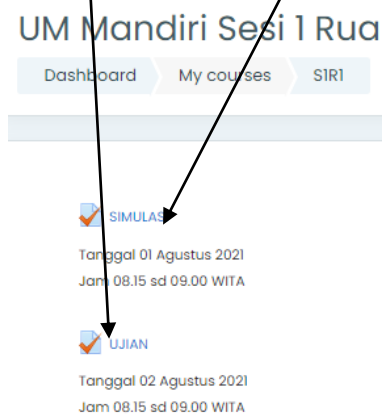 UM Mandiri Sesi 1 Rua
Dashboard My courses S1R1
SIMULAS
Tanggal 01 Agustus 2021
Jam 08.15 sd 09.00 WITA
UJIAN
Tanggal 02 Agustus 2021
Jam 08.15 sd 09.00 WITA